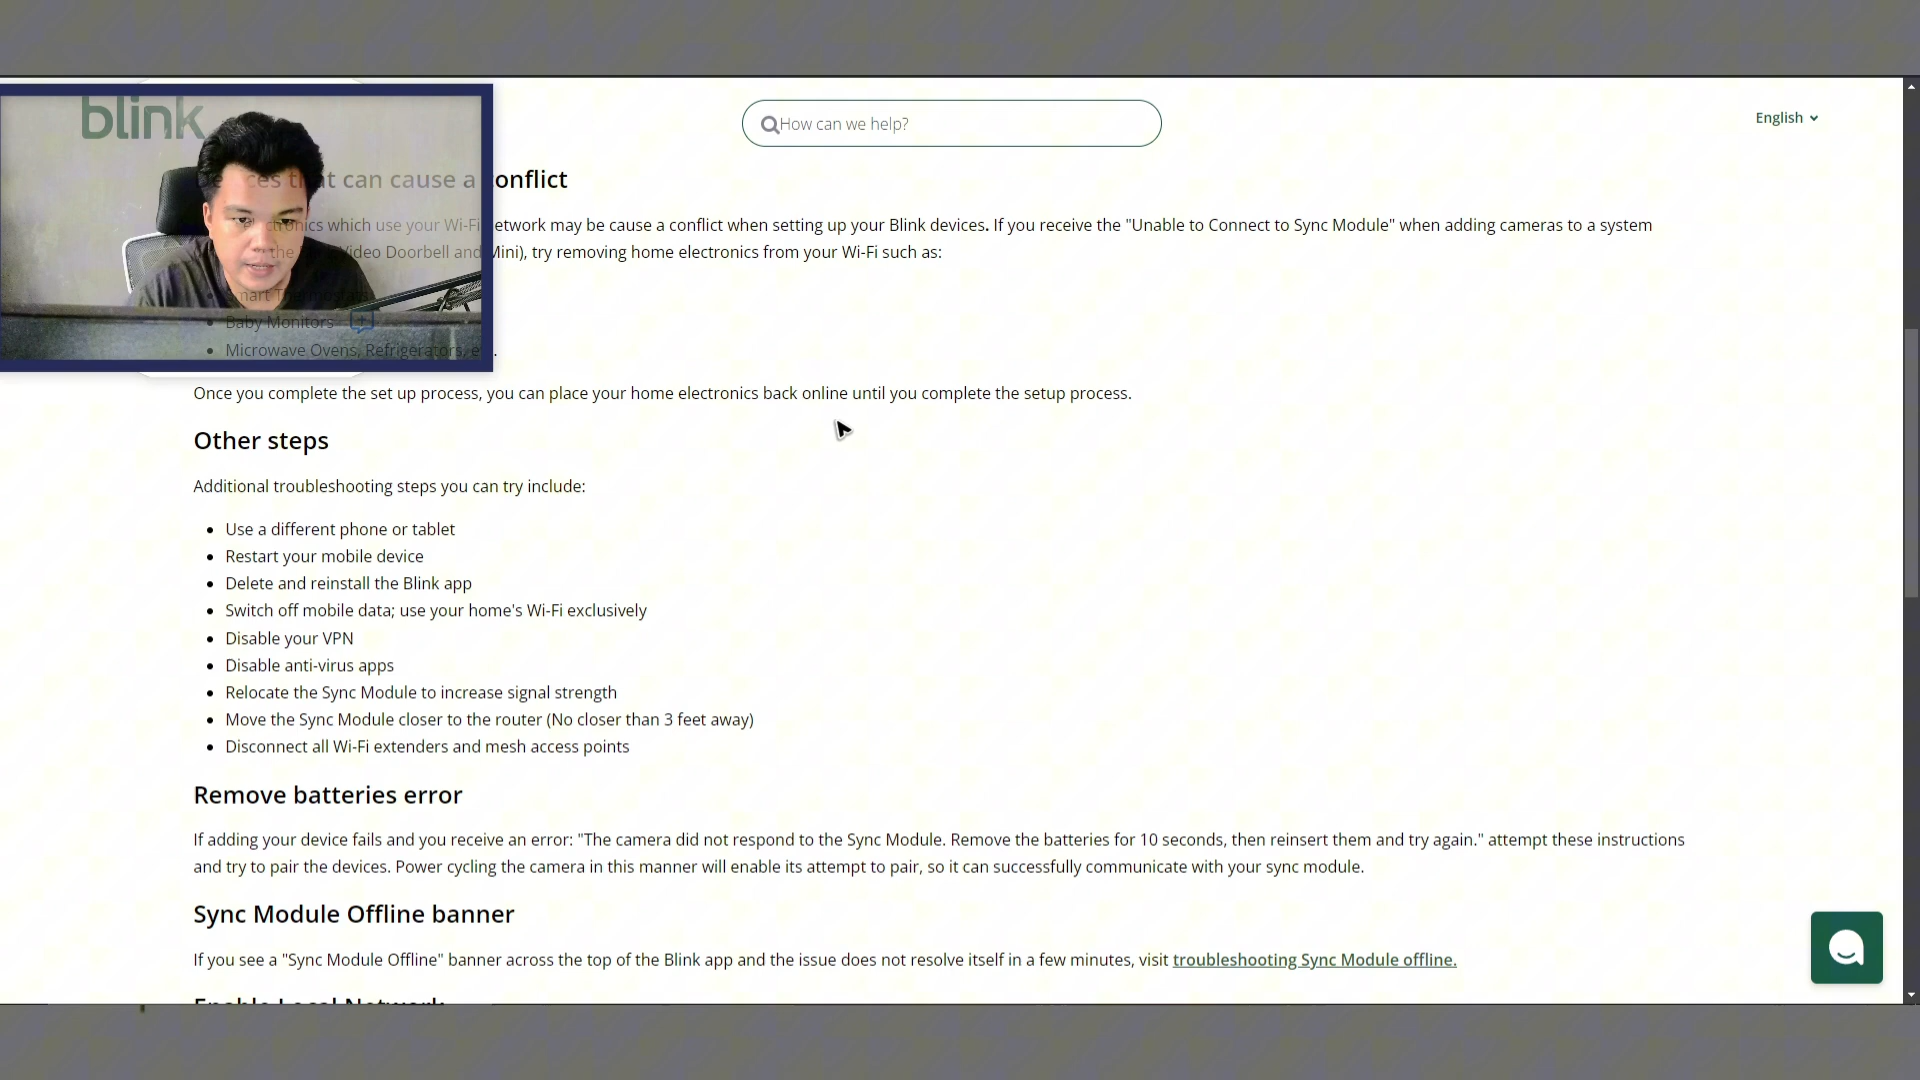 blink
How can we help?
English
ces that can cause a conflict
ctronics which use your Wi-Fi network may be cause a conflict when setting up your Blink devices. If you receive the "Unable to Connect to Sync Module" when adding cameras to a system
the Video Doorbell and Mini), try removing home electronics from your Wi-Fi such as:
Smart
Baby Monitors
Microwave Ovens, Refrigerators,
Once you complete the set up process, you can place your home electronics back online until you complete the setup process.
Other steps
Additional troubleshooting steps you can try include:
Use a different phone or tablet
Restart your mobile device
Delete and reinstall the Blink app
Switch off mobile data; use your home's Wi-Fi exclusively
Disable your VPN
Disable anti-virus apps
Relocate the Sync Module to increase signal strength
Move the Sync Module closer to the router (No closer than 3 feet away)
Disconnect all Wi-Fi extenders and mesh access points
Remove batteries error
If adding your device fails and you receive an error: "The camera did not respond to the Sync Module. Remove the batteries for 10 seconds, then reinsert them and try again." attempt these instructions
and try to pair the devices. Power cycling the camera in this manner will enable its attempt to pair, so it can successfully communicate with your sync module.
Sync Module Offline banner
If you see a "Sync Module Offline" banner across the top of the Blink app and the issue does not resolve itself in a few minutes, visit troubleshooting Sync Module offline.
Enable Local Network